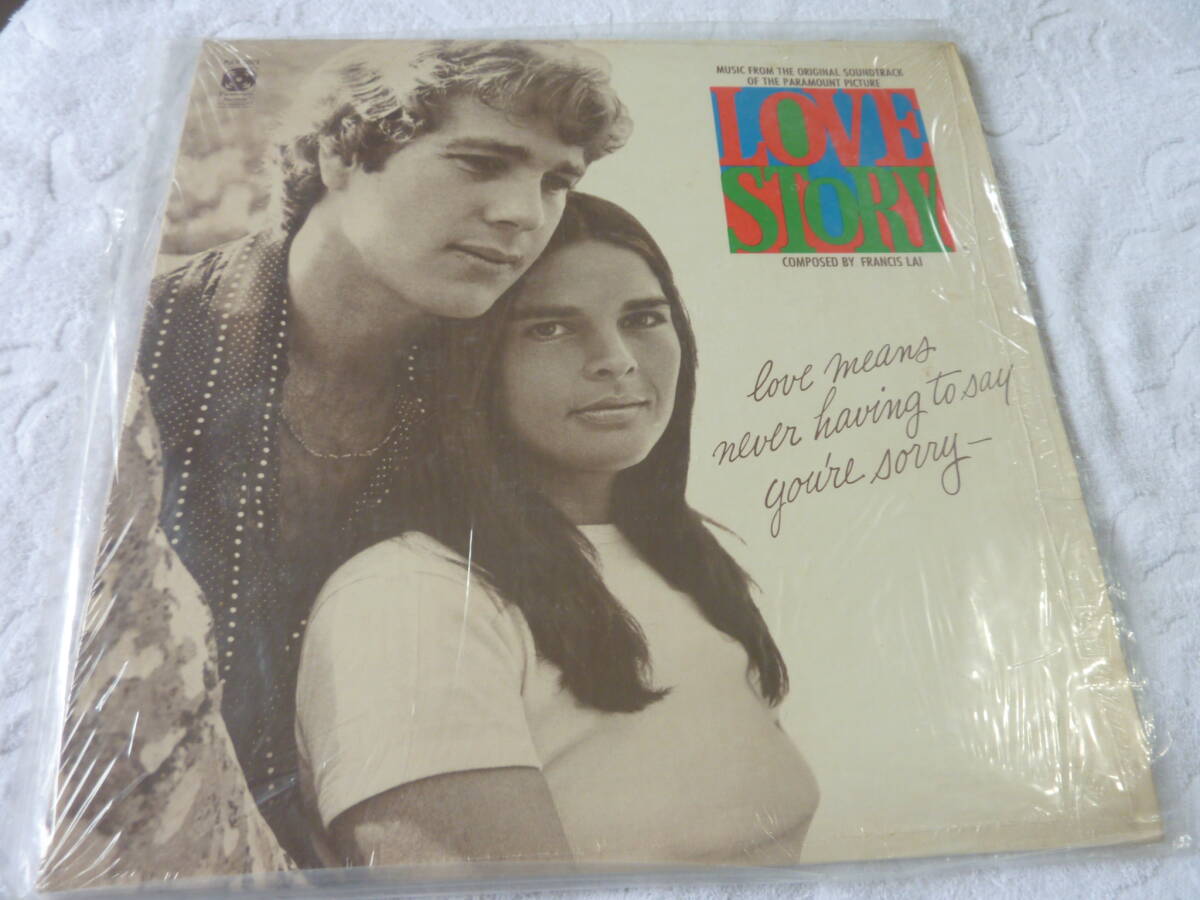 MUSIC FROM THE ORIGINAL SOUNDTRACK
OF THE PARAMOUNT PICTURE
LOVE
STORY
COMPOSED BY FRANCIS LAI
love means
never having to say
you're sorry—